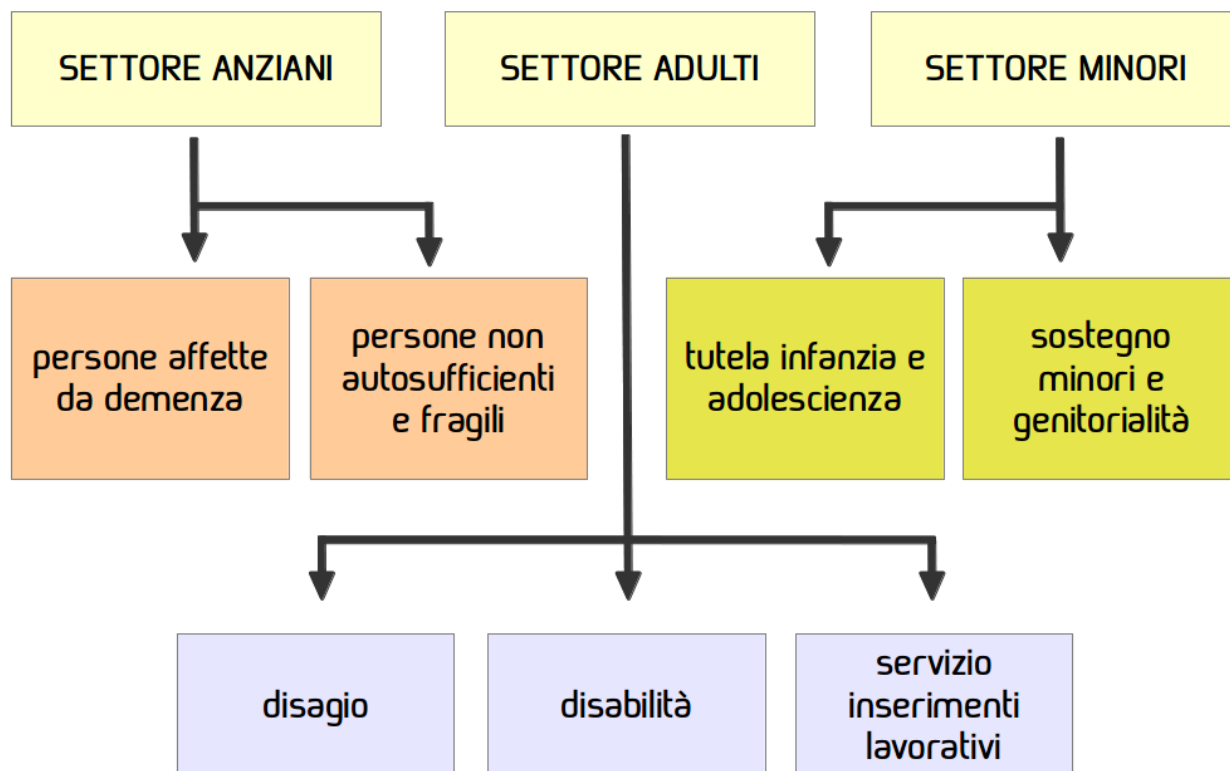 SETTORE ANZIANI
SETTORE ADULTI
SETTORE MINORI
persone affette
da demenza
persone non
autosufficienti
e fragili
tutela infanzia e
adolescienza
sostegno
minori e
genitorialità
disagio
disabilità
servizio
inserimenti
lavorativi